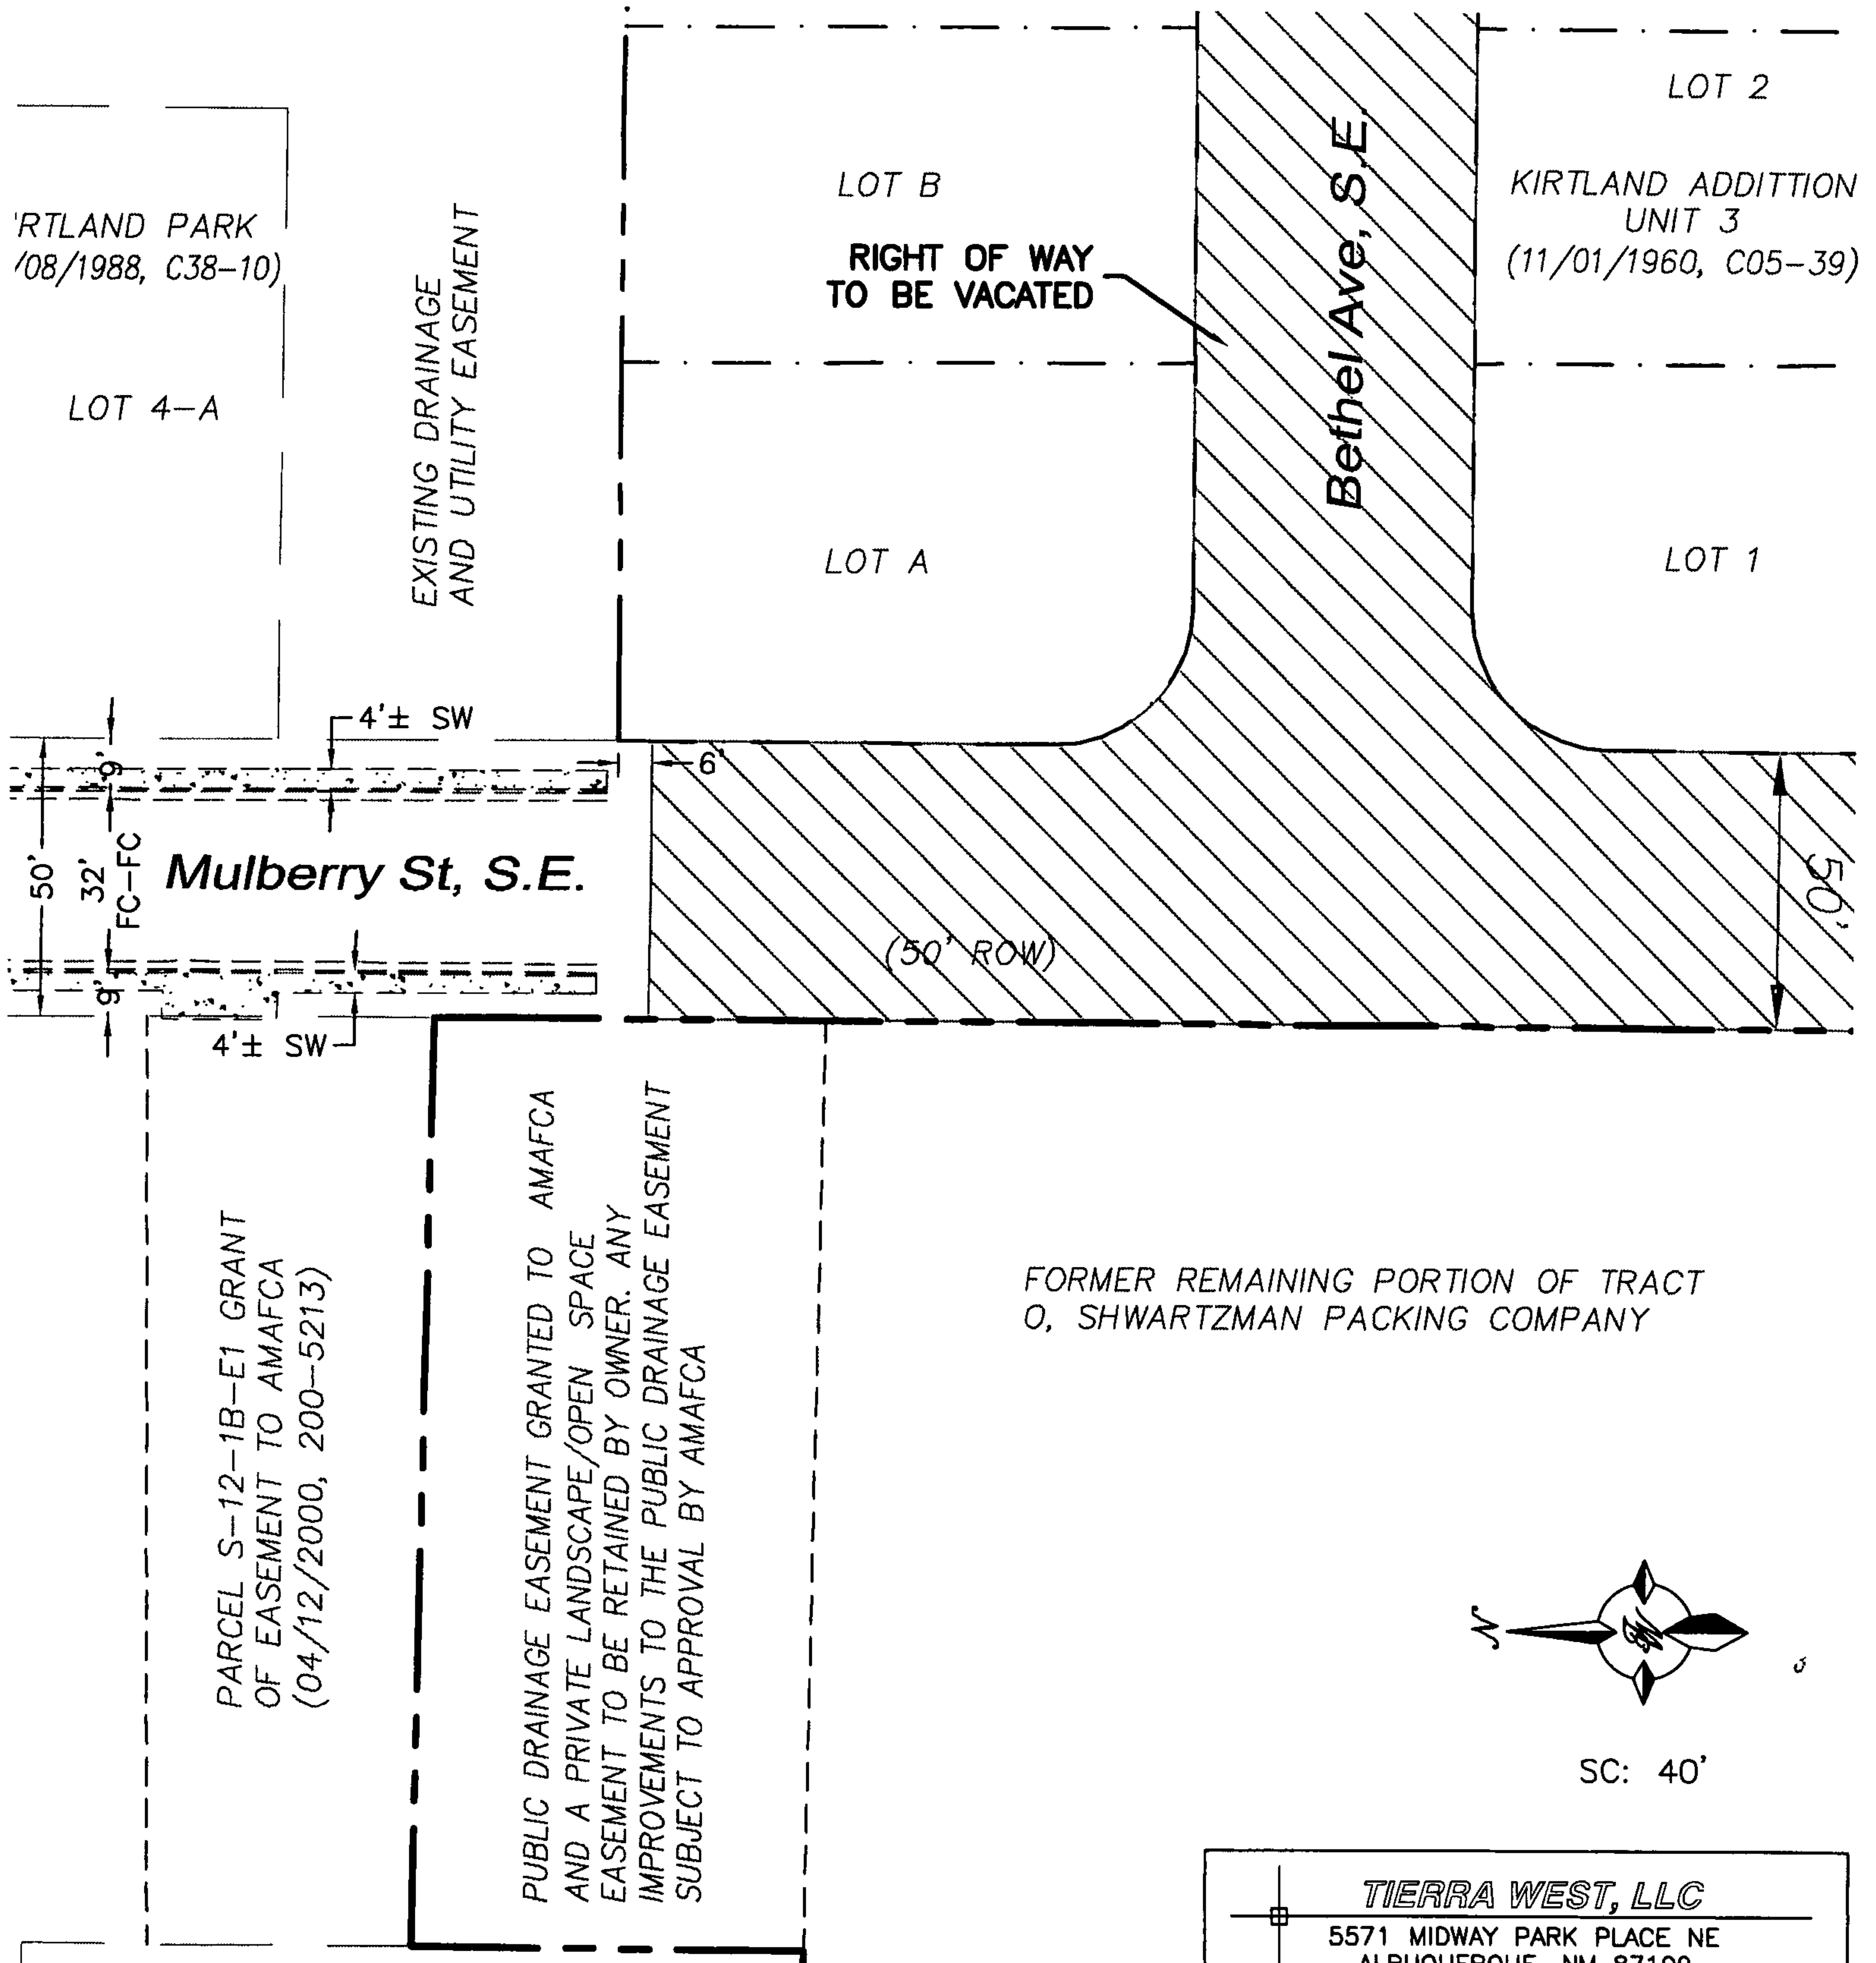 LOT 2
KIRTLAND ADDITTION
UNIT 3
(11/01/1960, C05-39)
LOT B
RIGHT OF WAY
TO BE VACATED
Bethel Ave, S.E.
'RTLAND PARK
/08/1988, C38-10)
LOT 4-A
EXISTING DRAINAGE
AND UTILITY EASEMENT
LOT A
LOT 1
4'± SW
9'
6'
50'
32'
FC-FC
Mulberry St, S.E.
(50' ROW)
50'
9'
4'± SW
PARCEL S-12-1B-E1 GRANT
OF EASEMENT TO AMAFCA
(04/12/2000, 200-5213)
PUBLIC DRAINAGE EASEMENT GRANTED TO AMAFCA
AND A PRIVATE LANDSCAPE/OPEN SPACE
EASEMENT TO BE RETAINED BY OWNER. ANY
IMPROVEMENTS TO THE PUBLIC DRAINAGE EASEMENT
SUBJECT TO APPROVAL BY AMAFCA
FORMER REMAINING PORTION OF TRACT
O, SHWARTZMAN PACKING COMPANY
N
SC: 40'
TIERRA WEST, LLC
5571 MIDWAY PARK PLACE NE
ALBUQUERQUE, NM 87109